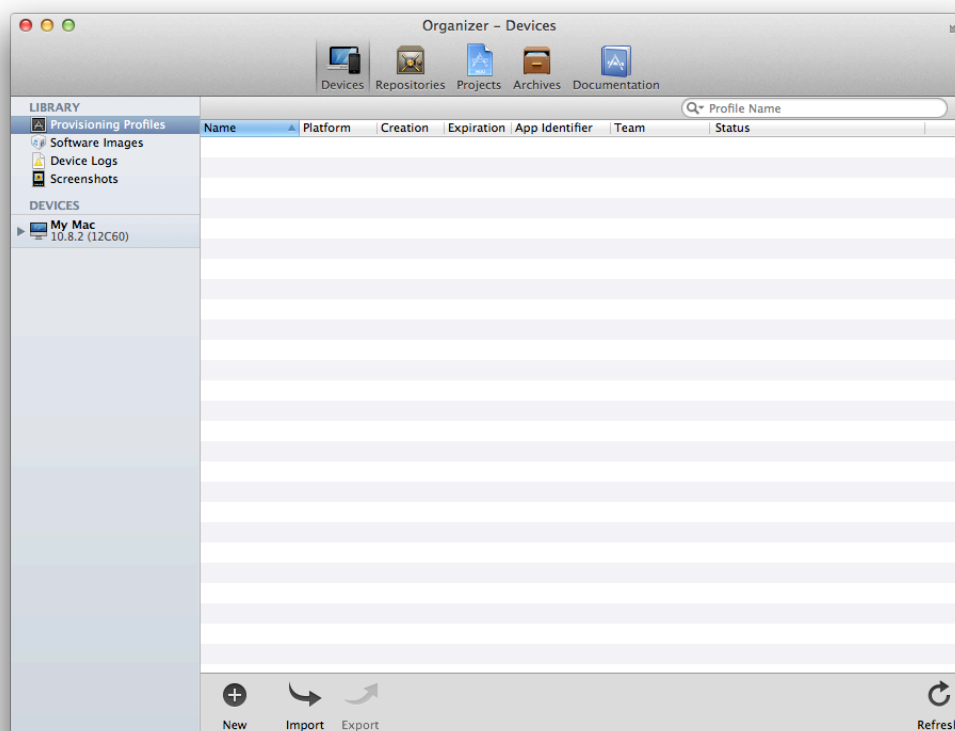 Organizer – Devices
Devices Repositories Projects Archives Documentation
LIBRARY
Provisioning Profiles
Software Images
Device Logs
Screenshots
DEVICES
My Mac
10.8.2 (12C60)
Profile Name
Name Platform Creation Expiration App Identifier Team Status
New Import Export Refresh